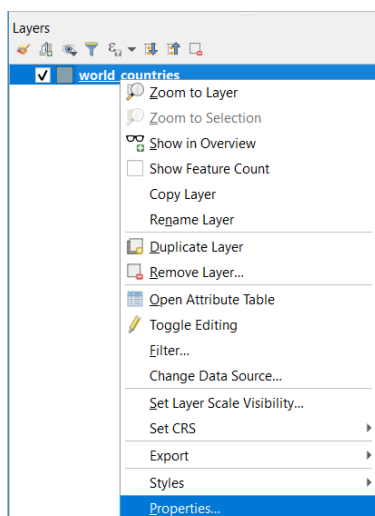 Layers
world_countries
Zoom to Layer
Zoom to Selection
Show in Overview
Show Feature Count
Copy Layer
Rename Layer
Duplicate Layer
Remove Layer...
Open Attribute Table
Toggle Editing
Filter...
Change Data Source...
Set Layer Scale Visibility...
Set CRS
Export
Styles
Properties...